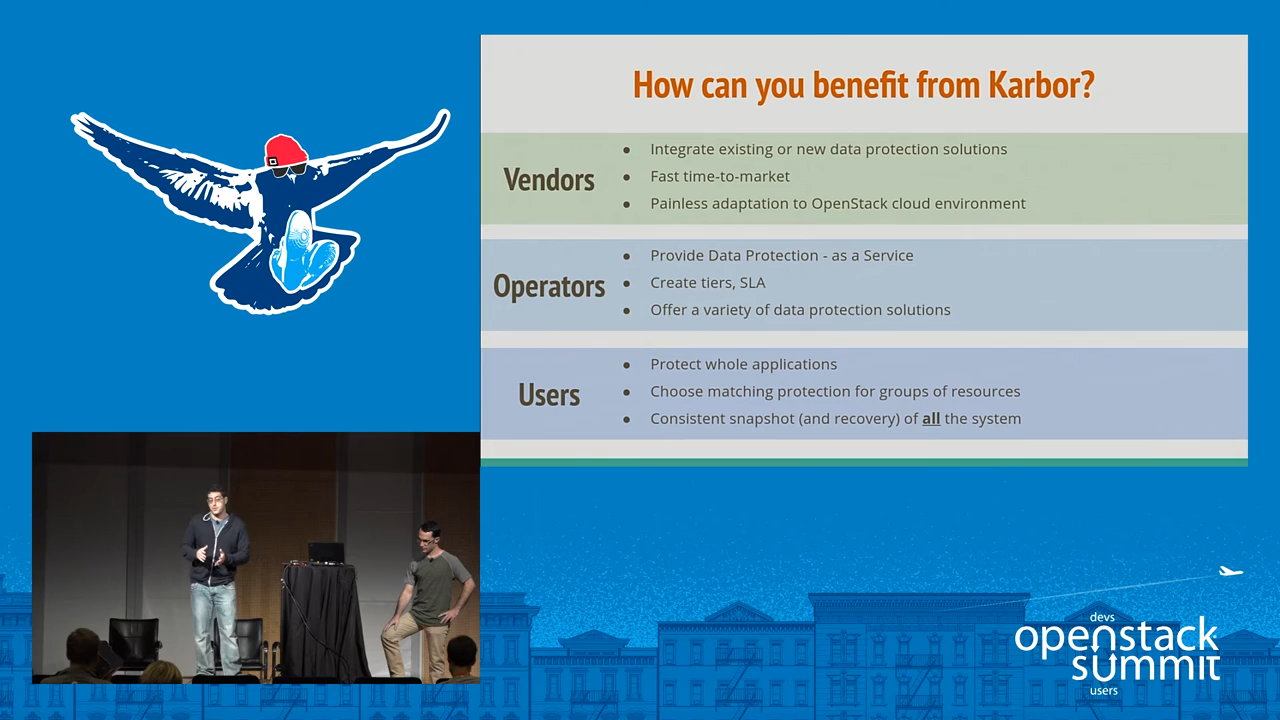 How can you benefit from Karbor?
Vendors
● Integrate existing or new data protection solutions
● Fast time-to-market
● Painless adaptation to OpenStack cloud environment
Operators
● Provide Data Protection - as a Service
● Create tiers, SLA
● Offer a variety of data protection solutions
Users
● Protect whole applications
● Choose matching protection for groups of resources
● Consistent snapshot (and recovery) of all the system
devs
openstack
summit
users